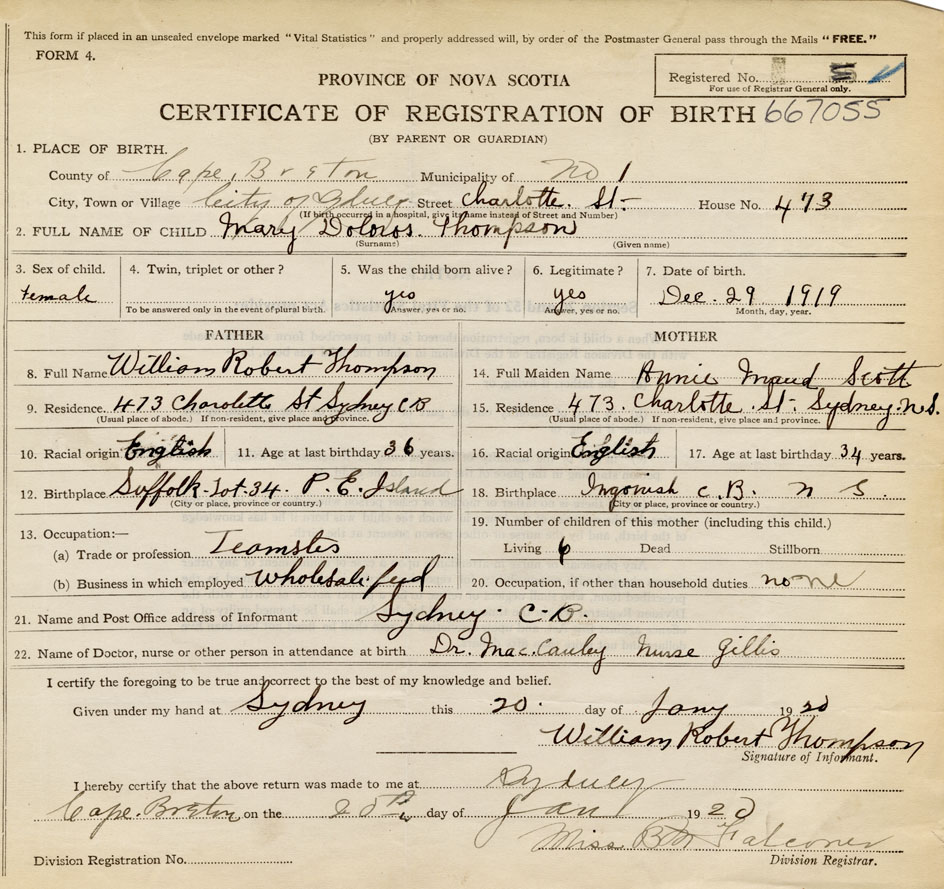 This form if placed in an unsealed envelope marked "Vital Statistics" and properly addressed will, by order of the Postmaster General pass through the Mails "FREE."
FORM 4.
PROVINCE OF NOVA SCOTIA
Registered No.
For use of Registrar General only.
CERTIFICATE OF REGISTRATION OF BIRTH 667055
(BY PARENT OR GUARDIAN)
1. PLACE OF BIRTH.
County of Cape Breton Municipality of No 1
City, Town or Village City of Sydney Street Charlotte. St- House No. 473
(If birth occurred in a hospital, give its name instead of Street and Number)
2. FULL NAME OF CHILD Mary Doloros. Thompson
(Surname) (Given name)
3. Sex of child. 4. Twin, triplet or other? 5. Was the child born alive? 6. Legitimate? 7. Date of birth.
female yes yes Dec. 29 1919
To be answered only in the event of plural birth. Answer, yes or no. Answer, yes or no. Month, day, year.
FATHER MOTHER
8. Full Name William Robert Thompson 14. Full Maiden Name Annie Maud Scott
9. Residence. 473 Charolette St Sydney C B 15. Residence 473. Charlotte. St- Sydney. N.S.
(Usual place of abode.) If non-resident, give place and province. (Usual place of abode.) If non-resident, give place and province.
10. Racial origin English 11. Age at last birthday 36 years. 16. Racial origin English 17. Age at last birthday 34 years.
12. Birthplace Suffolk-Lot-34- P. E. Island 18. Birthplace Ingonish C. B. N S.
(City or place, province or country.) (City or place, province or country.)
13. Occupation:— 19. Number of children of this mother (including this child.)
(a) Trade or profession Teamster Living 6 Dead Stillborn
(b) Business in which employed wholesale feed 20. Occupation, if other than household duties none
21. Name and Post Office address of Informant Sydney C-B.
22. Name of Doctor, nurse or other person in attendance at birth Dr. Mac. Cauley Nurse Gillis
I certify the foregoing to be true and correct to the best of my knowledge and belief.
Given under my hand at Sydney this 20. day of Jany 1920
William Robert Thompson
Signature of Informant.
I hereby certify that the above return was made to me at Sydney
Cape. Breton on the 20th day of Jan 1920
Miss B M Falconer
Division Registration No. Division Registrar.